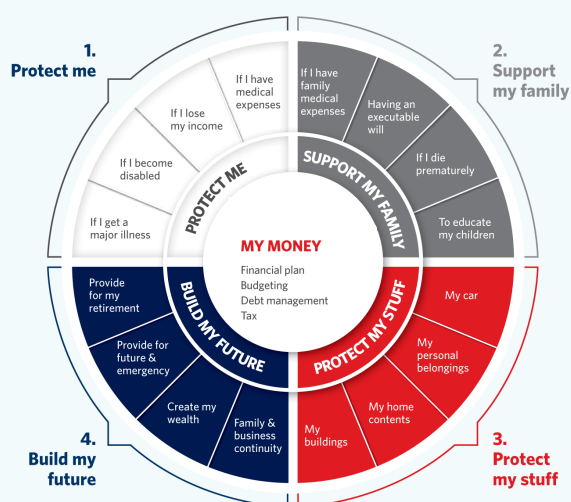 1.
Protect me
2.
Support
my family
If I have
medical
expenses
If I lose
my income
If I become
disabled
If I get a
major illness
PROTECT ME
If I have
family
medical
expenses
Having an
executable
will
If I die
prematurely
To educate
my children
SUPPORT MY FAMILY
MY MONEY
Financial plan
Budgeting
Debt management
Tax
Provide
for my
retirement
Provide for
future &
emergency
Create my
wealth
Family &
business
continuity
BUILD MY FUTURE
My car
My
personal
belongings
My home
contents
My
buildings
PROTECT MY STUFF
4.
Build my
future
3.
Protect
my stuff